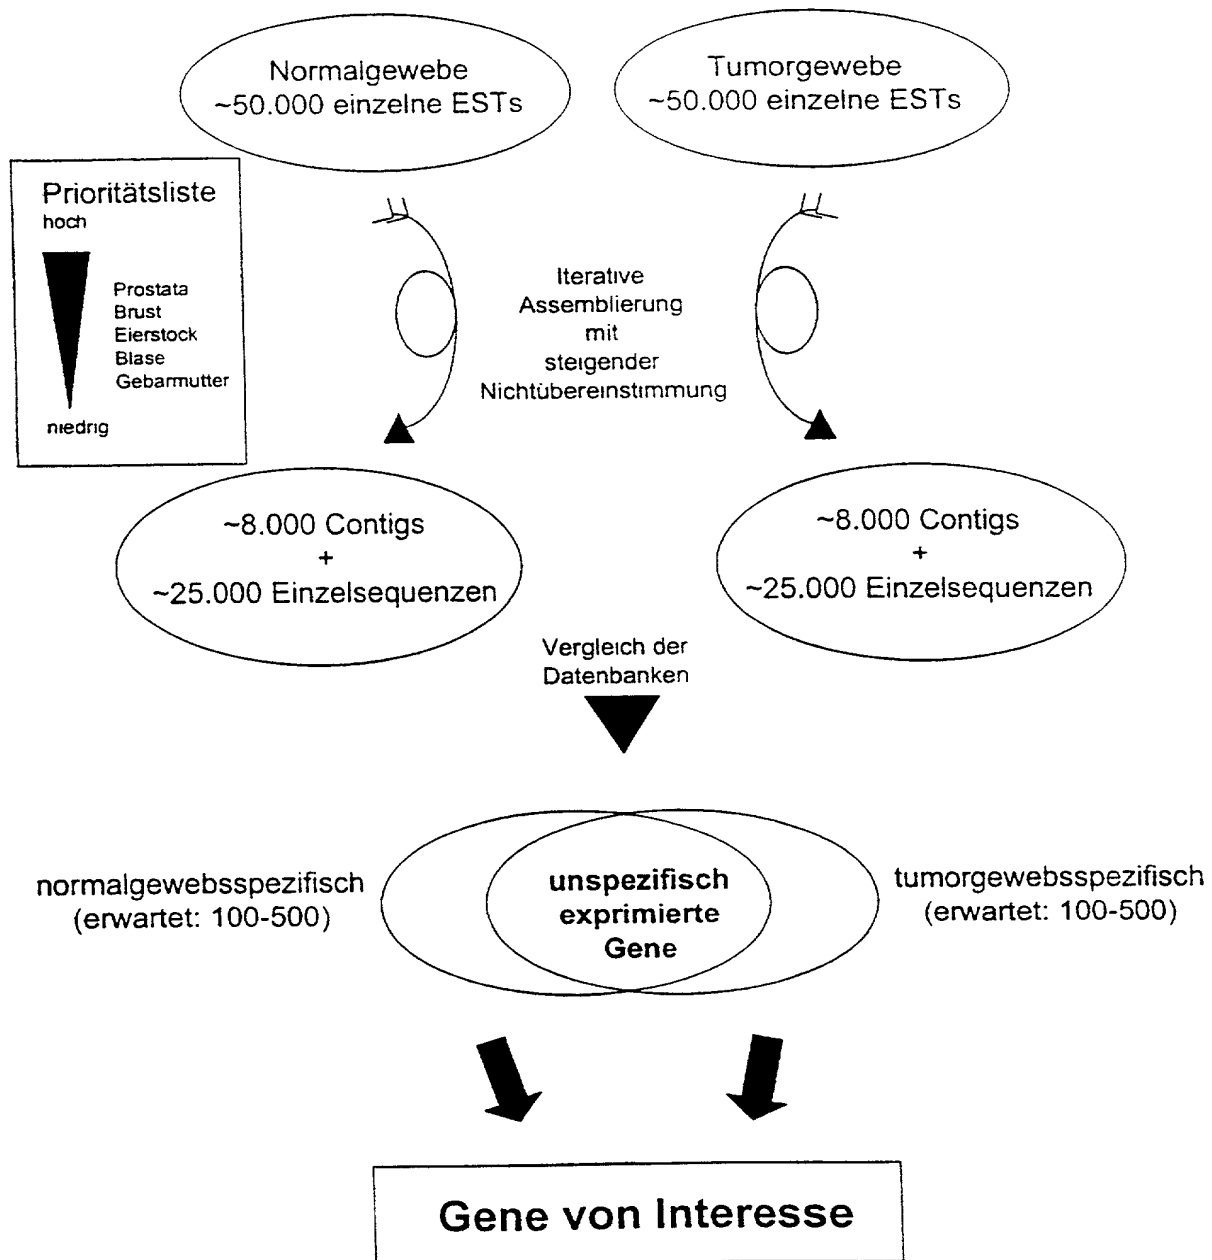 Normalgewebe
~50.000 einzelne ESTs
Tumorgewebe
~50.000 einzelne ESTs
Prioritätsliste
hoch
Prostata
Brust
Eierstock
Blase
Gebarmutter
niedrig
Iterative
Assemblierung
mit
steigender
Nichtübereinstimmung
~8.000 Contigs
+
~25.000 Einzelsequenzen
~8.000 Contigs
+
~25.000 Einzelsequenzen
Vergleich der
Datenbanken
normalgewebsspezifisch
(erwartet: 100-500)
unspezifisch
exprimierte
Gene
tumorgewebsspezifisch
(erwartet: 100-500)
Gene von Interesse